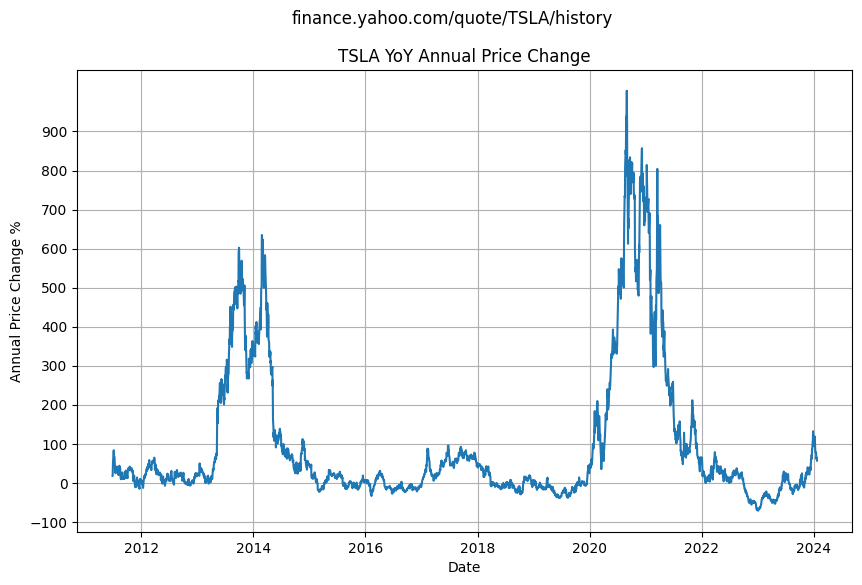 finance.yahoo.com/quote/TSLA/history
TSLA YoY Annual Price Change
Annual Price Change %
900
800
700
600
500
400
300
200
100
0
−100
2012 2014 2016 2018 2020 2022 2024
Date